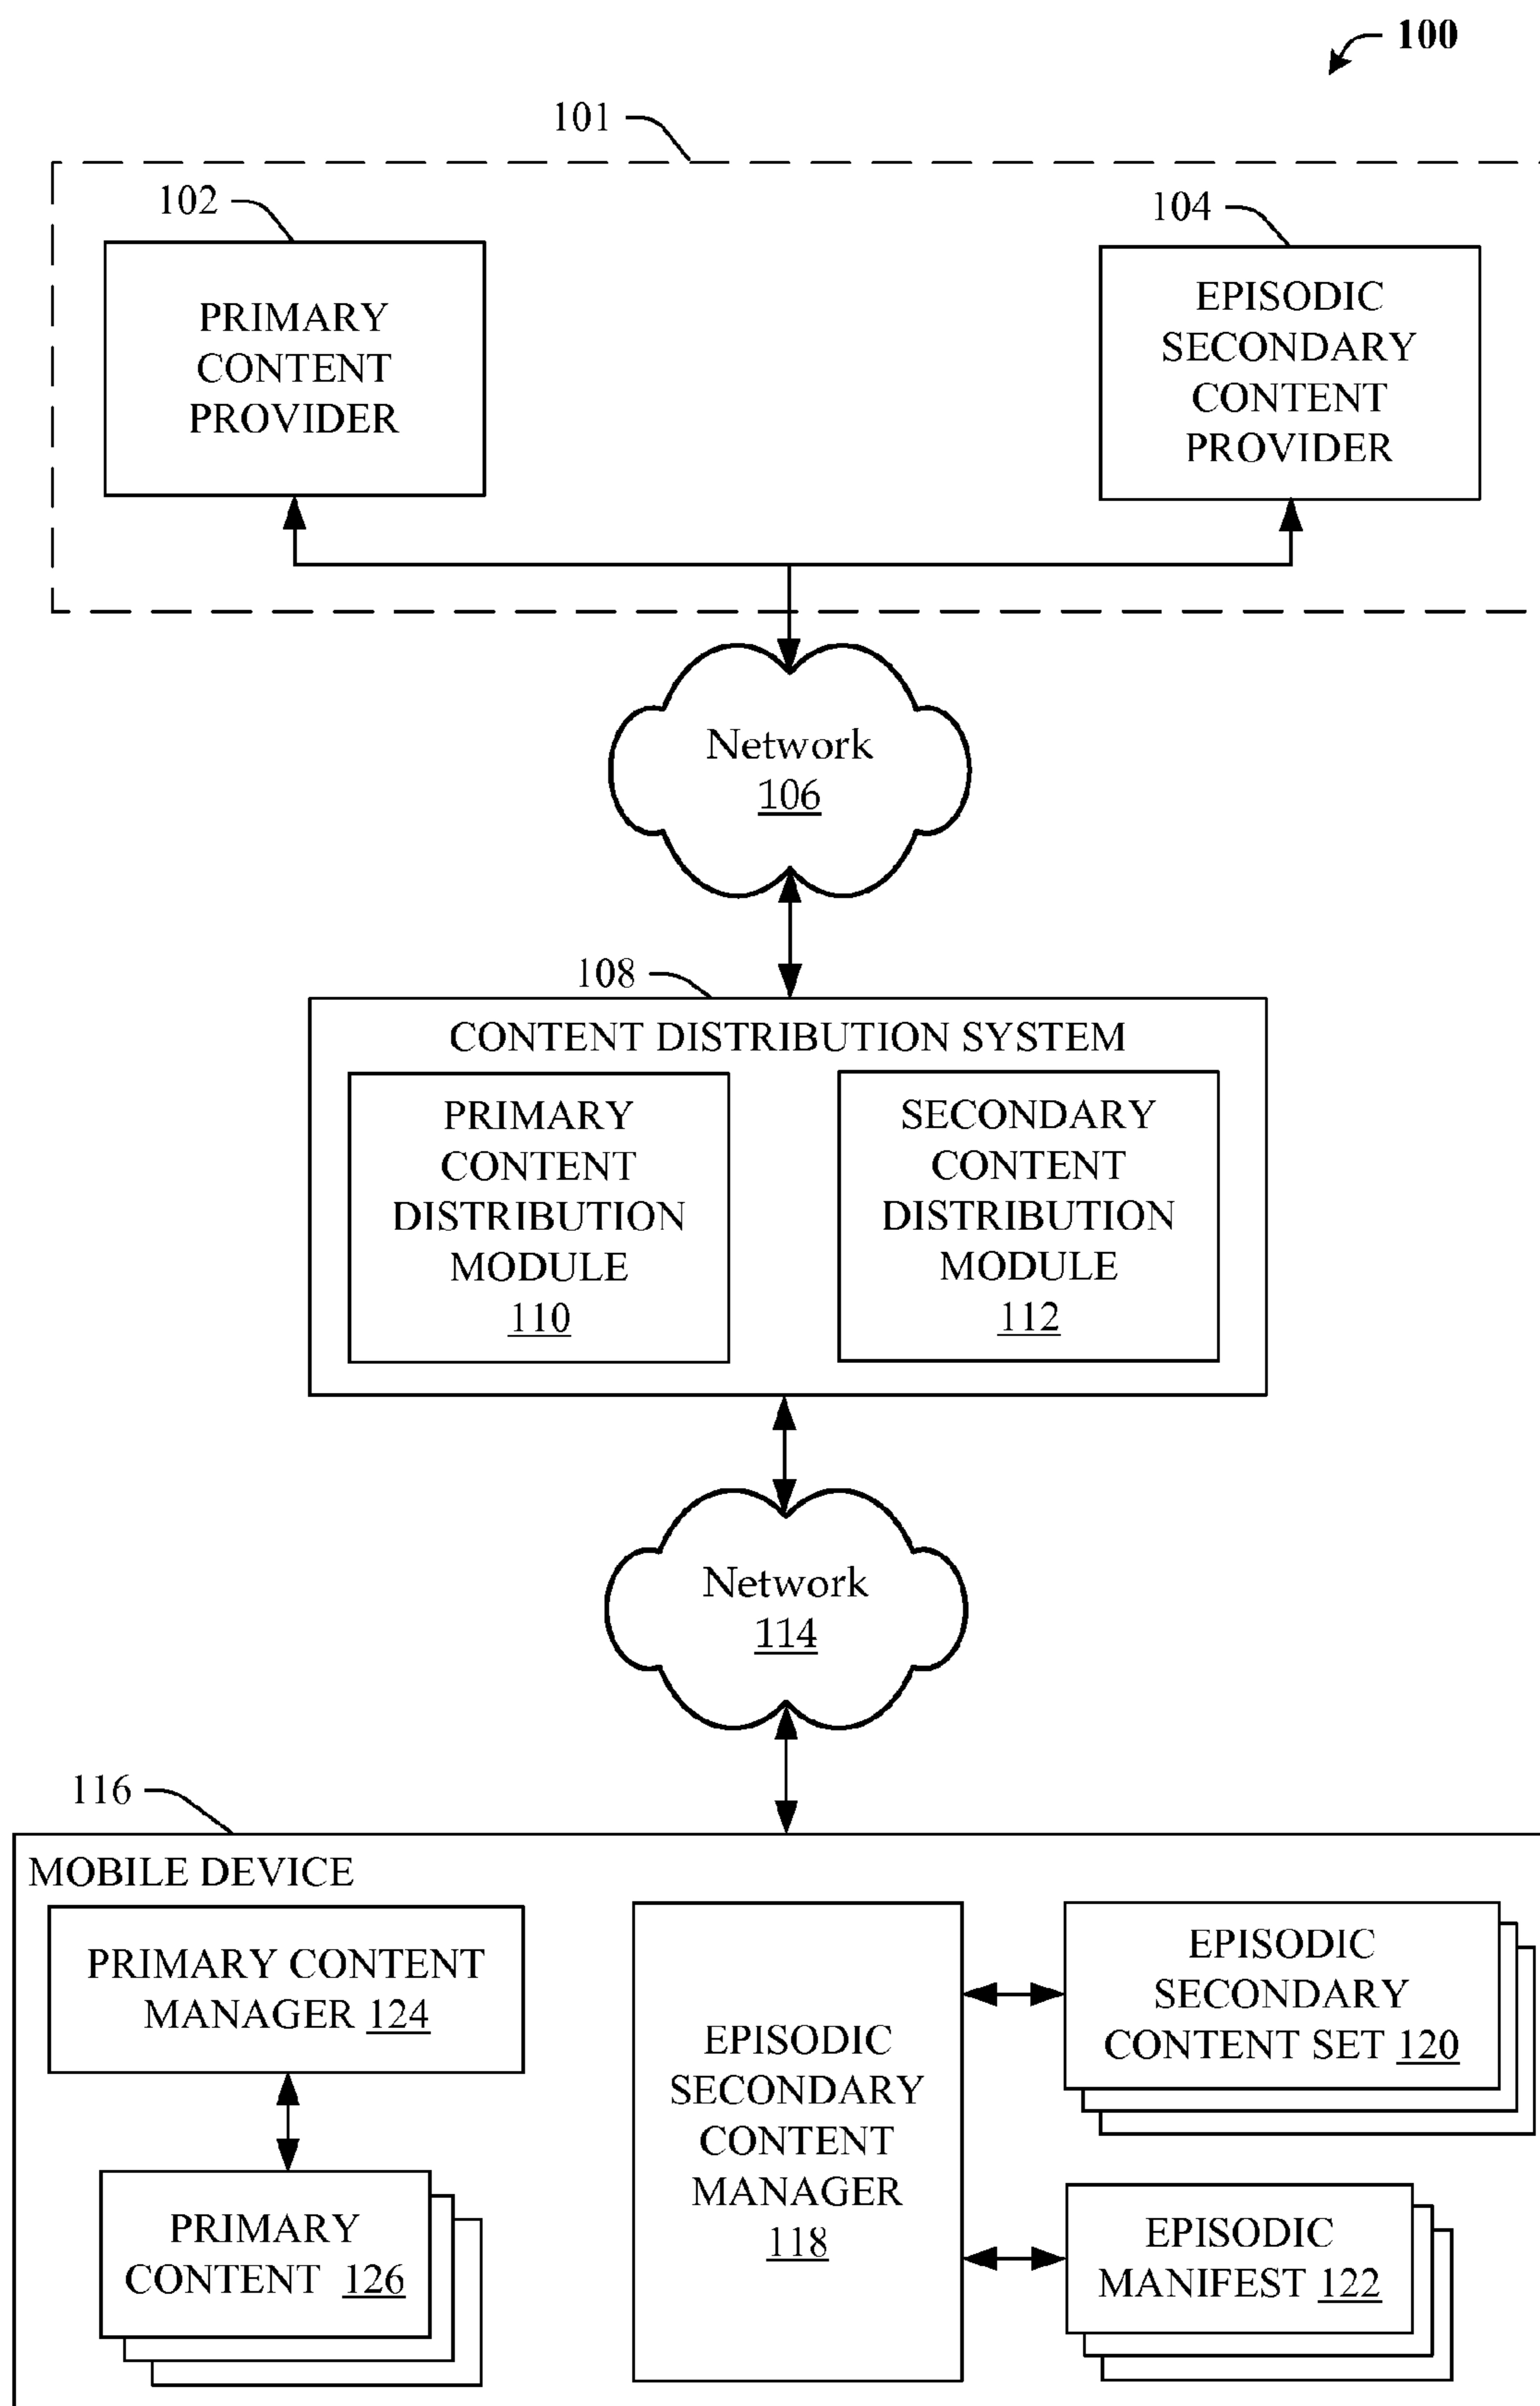 100
101
102
104
PRIMARY
CONTENT
PROVIDER
EPISODIC
SECONDARY
CONTENT
PROVIDER
Network
106
108
CONTENT DISTRIBUTION SYSTEM
PRIMARY
CONTENT
DISTRIBUTION
MODULE
110
SECONDARY
CONTENT
DISTRIBUTION
MODULE
112
Network
114
116
MOBILE DEVICE
PRIMARY CONTENT
MANAGER 124
PRIMARY
CONTENT 126
EPISODIC
SECONDARY
CONTENT
MANAGER
118
EPISODIC
SECONDARY
CONTENT SET 120
EPISODIC
MANIFEST 122